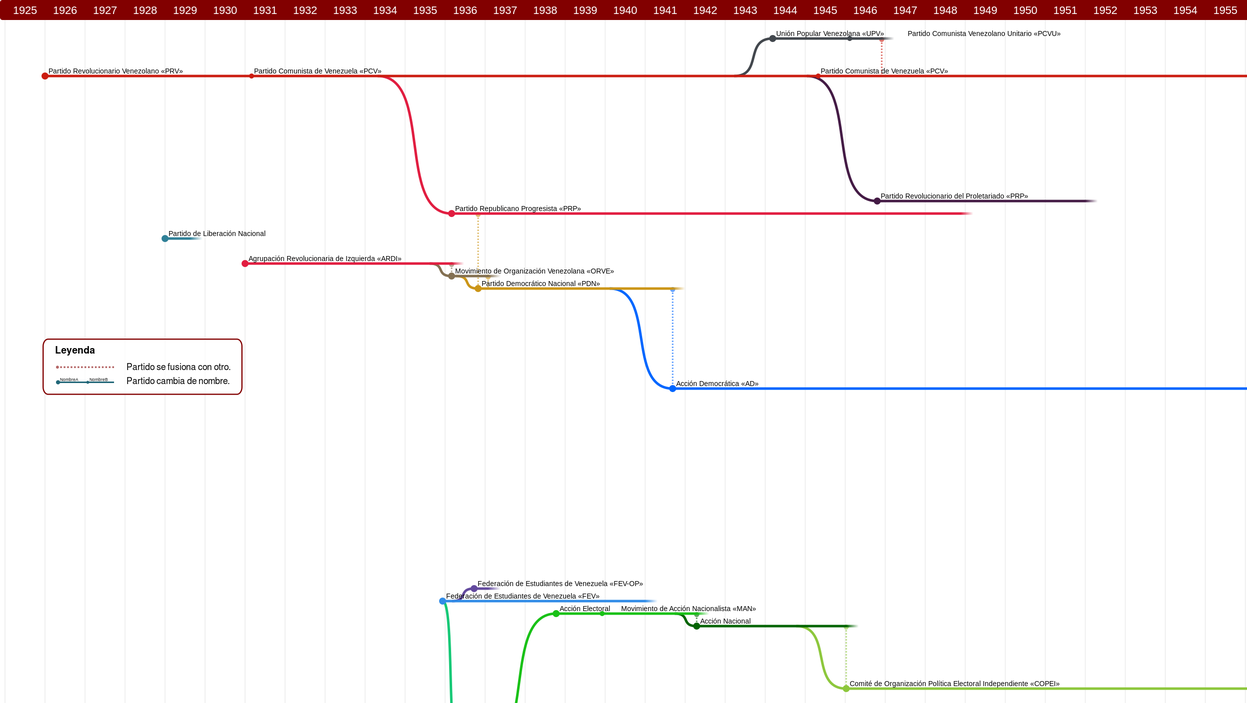 1925 1926 1927 1928 1929 1930 1931 1932 1933 1934 1935 1936 1937 1938 1939 1940 1941 1942 1943 1944 1945 1946 1947 1948 1949 1950 1951 1952 1953 1954 1955
Unión Popular Venezolana «UPV» Partido Comunista Venezolano Unitario «PCVU»
Partido Revolucionario Venezolano «PRV» Partido Comunista de Venezuela «PCV» Partido Comunista de Venezuela «PCV»
Partido Revolucionario del Proletariado «PRP»
Partido Republicano Progresista «PRP»
Partido de Liberación Nacional
Agrupación Revolucionaria de Izquierda «ARDI»
Movimiento de Organización Venezolana «ORVE»
Partido Democrático Nacional «PDN»
Leyenda
Partido se fusiona con otro.
NombreA NombreB Partido cambia de nombre.
Acción Democrática «AD»
Federación de Estudiantes de Venezuela «FEV-OP»
Federación de Estudiantes de Venezuela «FEV»
Acción Electoral Movimiento de Acción Nacionalista «MAN»
Acción Nacional
Comité de Organización Política Electoral Independiente «COPEI»